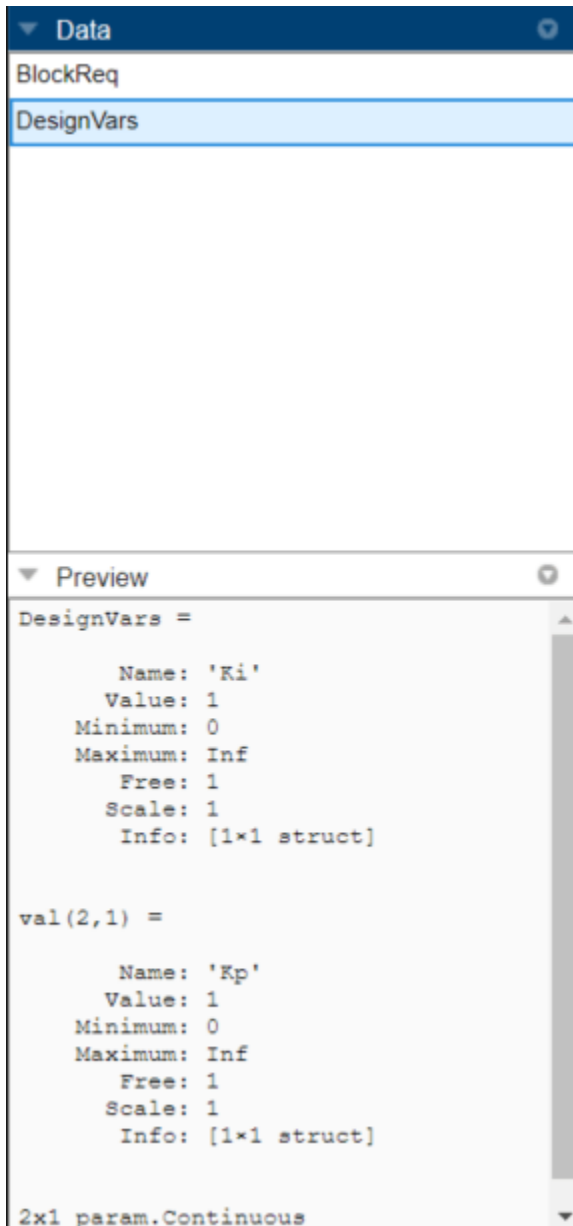 Data
BlockReq
DesignVars
Preview
DesignVars =
Name: 'Ki'
Value: 1
Minimum: 0
Maximum: Inf
Free: 1
Scale: 1
Info: [1×1 struct]
val(2,1) =
Name: 'Kp'
Value: 1
Minimum: 0
Maximum: Inf
Free: 1
Scale: 1
Info: [1×1 struct]
2x1 param.Continuous